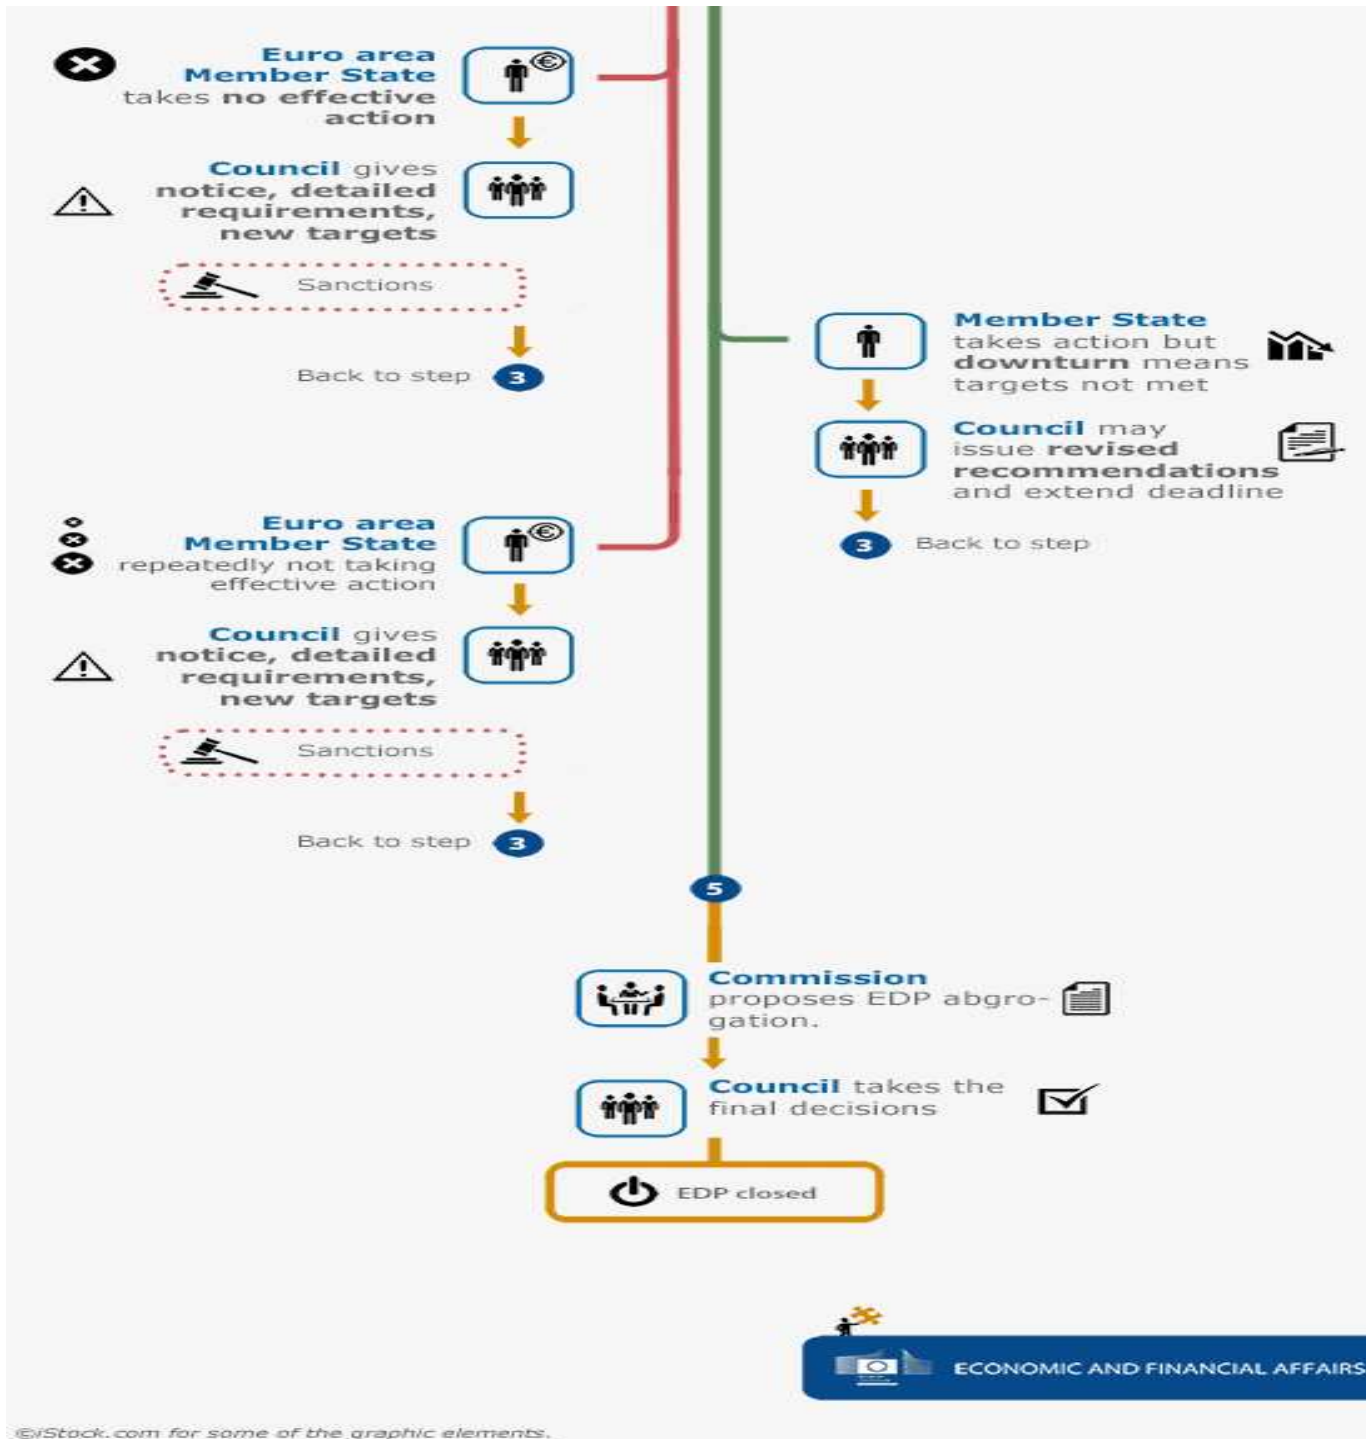 Euro area
Member State
takes no effective
action
Council gives
notice, detailed
requirements,
new targets
Sanctions
Back to step 3
Member State
takes action but
downturn means
targets not met
Council may
issue revised
recommendations
and extend deadline
3 Back to step
Euro area
Member State
repeatedly not taking
effective action
Council gives
notice, detailed
requirements,
new targets
Sanctions
Back to step 3
5
Commission
proposes EDP abgro-
gation.
Council takes the
final decisions
EDP closed
ECONOMIC AND FINANCIAL AFFAIRS
©iStock.com for some of the graphic elements.